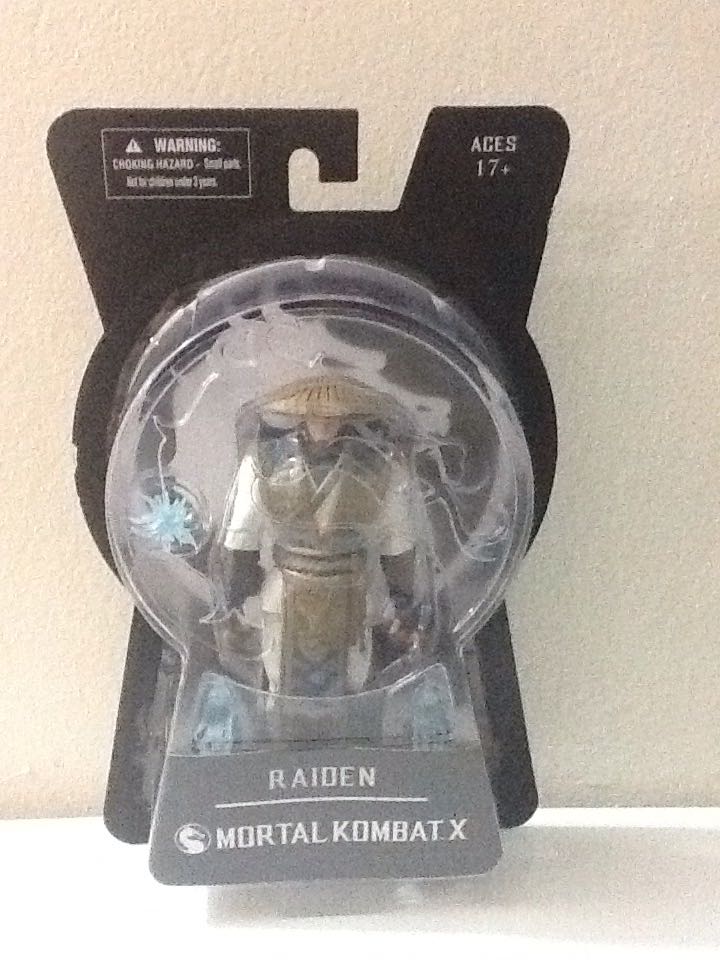 WARNING:
CHOKING HAZARD - Small parts.
Not for children under 3 years.
AGES
17+
RAIDEN
MORTAL KOMBAT X